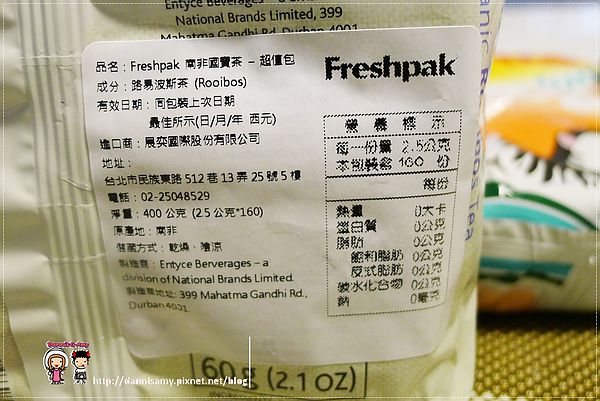 Entyce Beverages – a
National Brands Limited, 399
Mahatma Gandhi Rd., Durban 4001
Freshpak
品名：Freshpak 南非國寶茶 – 超值包
成分：路易波斯茶 (Rooibos)
有效日期：同包裝上次日期
最佳所示(日/月/年 西元)
進口商：展奕國際股份有限公司
地址：
台北市民族東路 512 巷 13 弄 25 號 5 樓
電話：02-25048529
淨重：400 公克 (2.5 公克*160)
原產地：南非
儲藏方式：乾燥、陰涼
製造商：Entyce Berverages – a
division of National Brands Limited.
製造商地址: 399 Mahatma Gandhi Rd.,
Durban 4001
營養標示
每一份量 2.5公克
本包裝含 160 份
每份
熱量 0大卡
蛋白質 0公克
脂肪 0公克
飽和脂肪 0公克
反式脂肪 0公克
碳水化合物 0公克
鈉 0毫克
60g (2.1 OZ)
Tea
Dannis & Amy
http://dannisamy.pixnet.net/blog